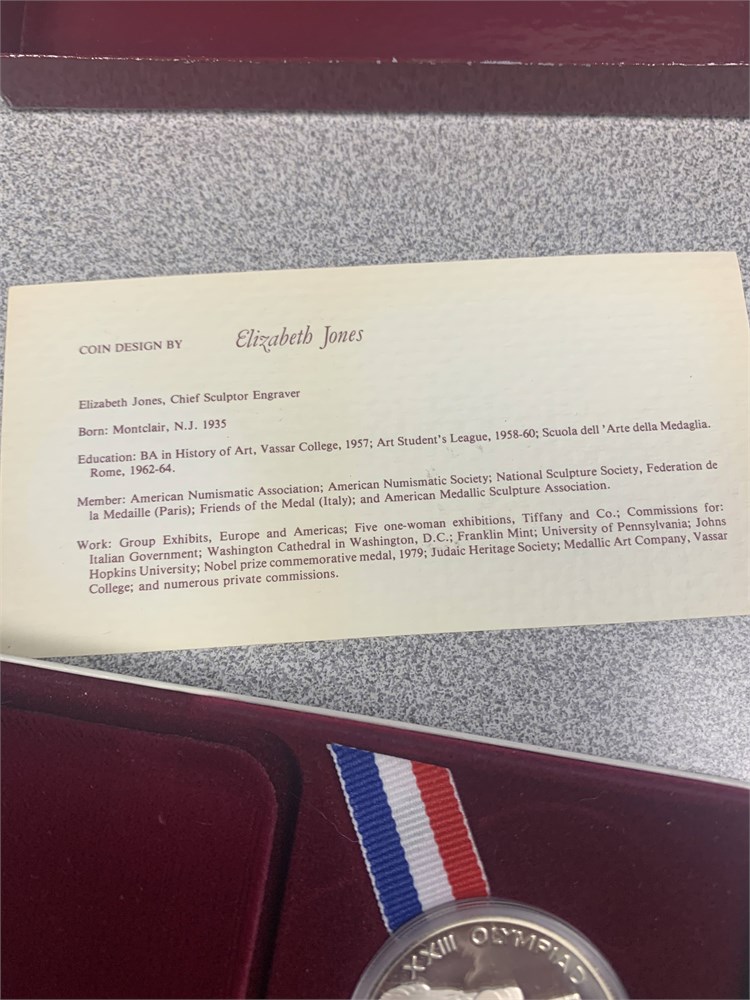 COIN DESIGN BY Elizabeth Jones
Elizabeth Jones, Chief Sculptor Engraver
Born: Montclair, N.J. 1935
Education: BA in History of Art, Vassar College, 1957; Art Student's League, 1958-60; Scuola dell 'Arte della Medaglia.
Rome, 1962-64.
Member: American Numismatic Association; American Numismatic Society; National Sculpture Society, Federation de
la Medaille (Paris); Friends of the Medal (Italy); and American Medallic Sculpture Association.
Work: Group Exhibits, Europe and Americas; Five one-woman exhibitions, Tiffany and Co.; Commissions for:
Italian Government; Washington Cathedral in Washington, D.C.; Franklin Mint; University of Pennsylvania; Johns
Hopkins University; Nobel prize commemorative medal, 1979; Judaic Heritage Society; Medallic Art Company, Vassar
College; and numerous private commissions.
XXIII OLYMPIAD